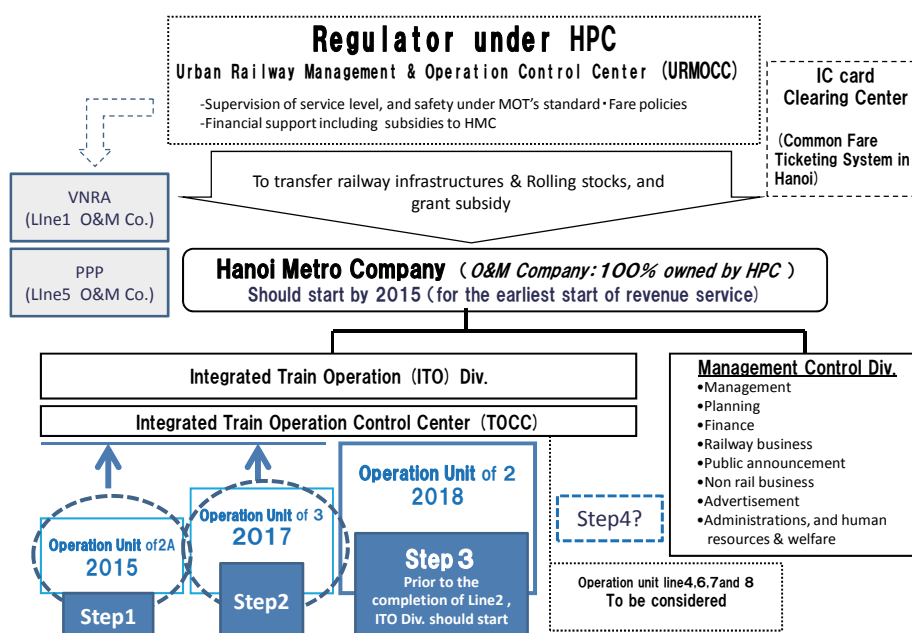 Regulator under HPC
Urban Railway Management & Operation Control Center (URMOCC)
-Supervision of service level, and safety under MOT's standard・Fare policies
-Financial support including subsidies to HMC
IC card
Clearing Center
(Common Fare
Ticketing System in
Hanoi)
To transfer railway infrastructures & Rolling stocks, and
grant subsidy
VNRA
(LIne1 O&M Co.)
PPP
(LIne5 O&M Co.)
Hanoi Metro Company ( O&M Company: 100% owned by HPC )
Should start by 2015 (for the earliest start of revenue service)
Integrated Train Operation (ITO) Div.
Integrated Train Operation Control Center (TOCC)
Management Control Div.
•Management
•Planning
•Finance
•Railway business
•Public announcement
•Non rail business
•Advertisement
•Administrations, and human
resources & welfare
Operation Unit of2A
2015
Step1
Operation Unit of 3
2017
Step2
Operation Unit of 2
2018
Step 3
Prior to the
completion of Line2 ,
ITO Div. should start
Step4?
Operation unit line4.6.7and 8
To be considered